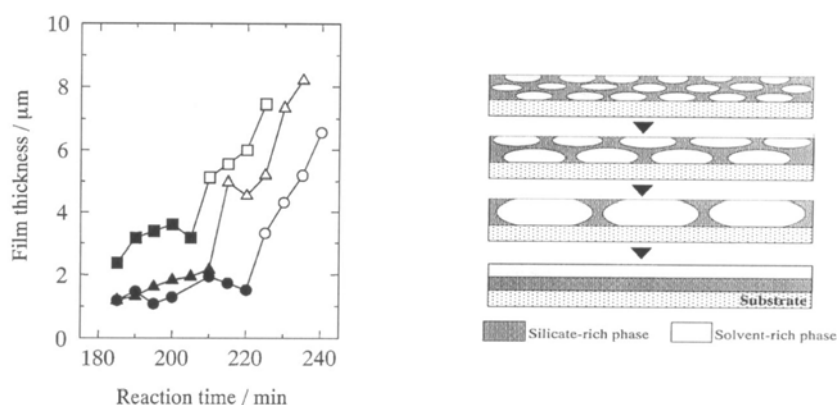 10
8
6
4
2
0
180 200 220 240
Film thickness / μm
Reaction time / min
Substrate
Silicate-rich phase
Solvent-rich phase